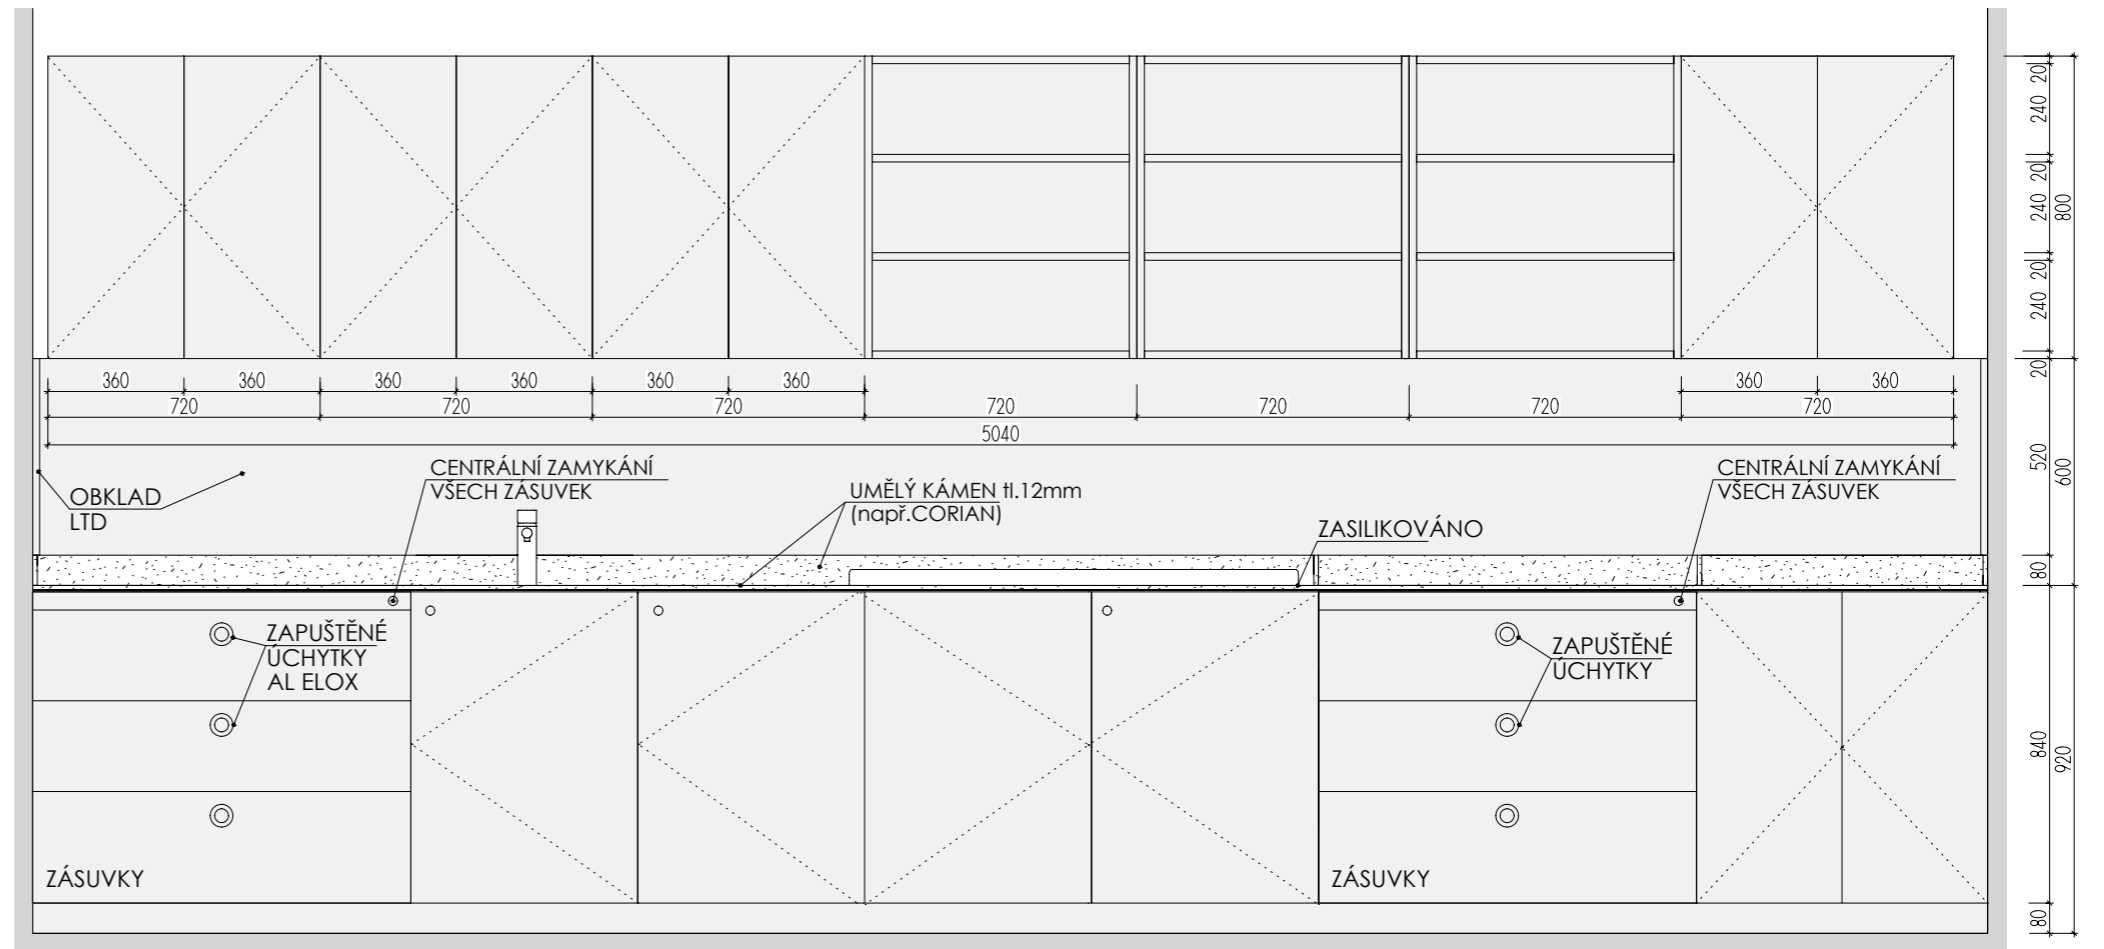 360
360
360
360
360
360
360
360
720
720
720
720
720
720
720
5040
OBKLAD
LTD
CENTRÁLNÍ ZAMYKÁNÍ
VŠECH ZÁSUVEK
UMĚLÝ KÁMEN tl.12mm
(např.CORIAN)
ZASILIKOVÁNO
CENTRÁLNÍ ZAMYKÁNÍ
VŠECH ZÁSUVEK
ZAPUŠTĚNÉ
ÚCHYTKY
AL ELOX
ZAPUŠTĚNÉ
ÚCHYTKY
ZÁSUVKY
ZÁSUVKY
20
240
20
240
20
240
20
520
80
840
80
800
600
920